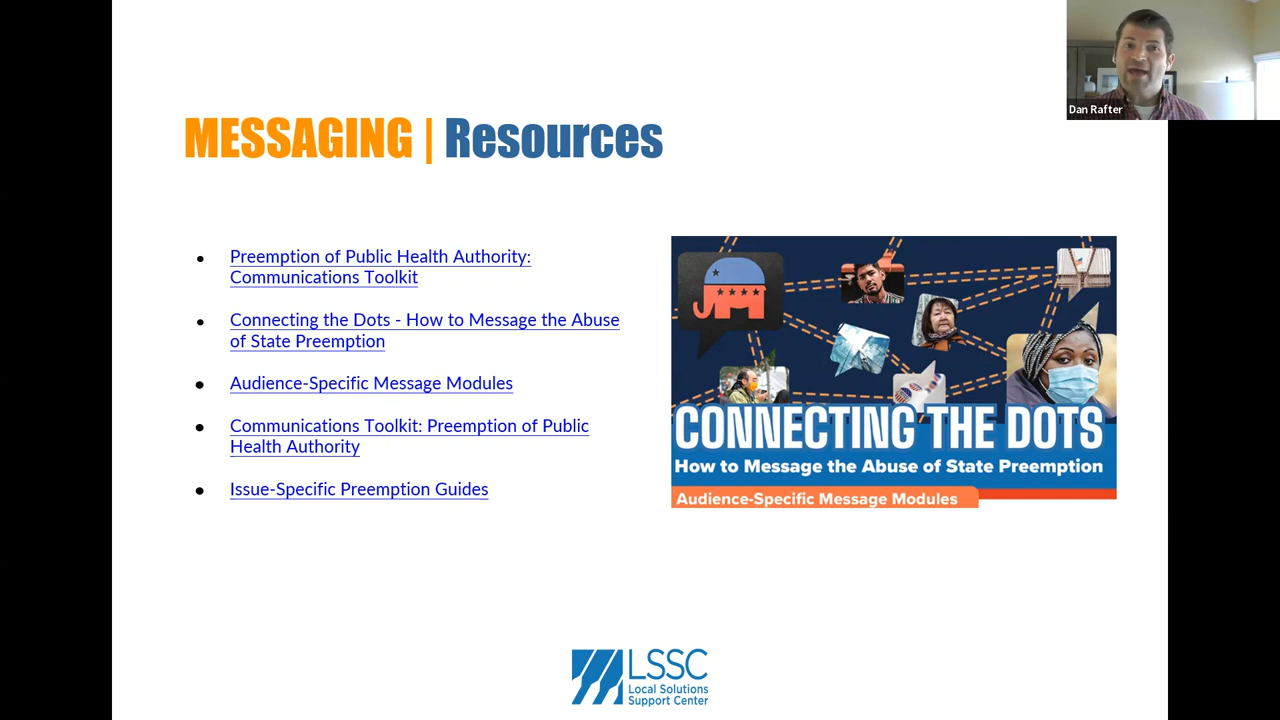 Dan Rafter
MESSAGING | Resources
Preemption of Public Health Authority:
Communications Toolkit
Connecting the Dots - How to Message the Abuse
of State Preemption
Audience-Specific Message Modules
Communications Toolkit: Preemption of Public
Health Authority
Issue-Specific Preemption Guides
CONNECTING THE DOTS
How to Message the Abuse of State Preemption
Audience-Specific Message Modules
LSSC
Local Solutions
Support Center